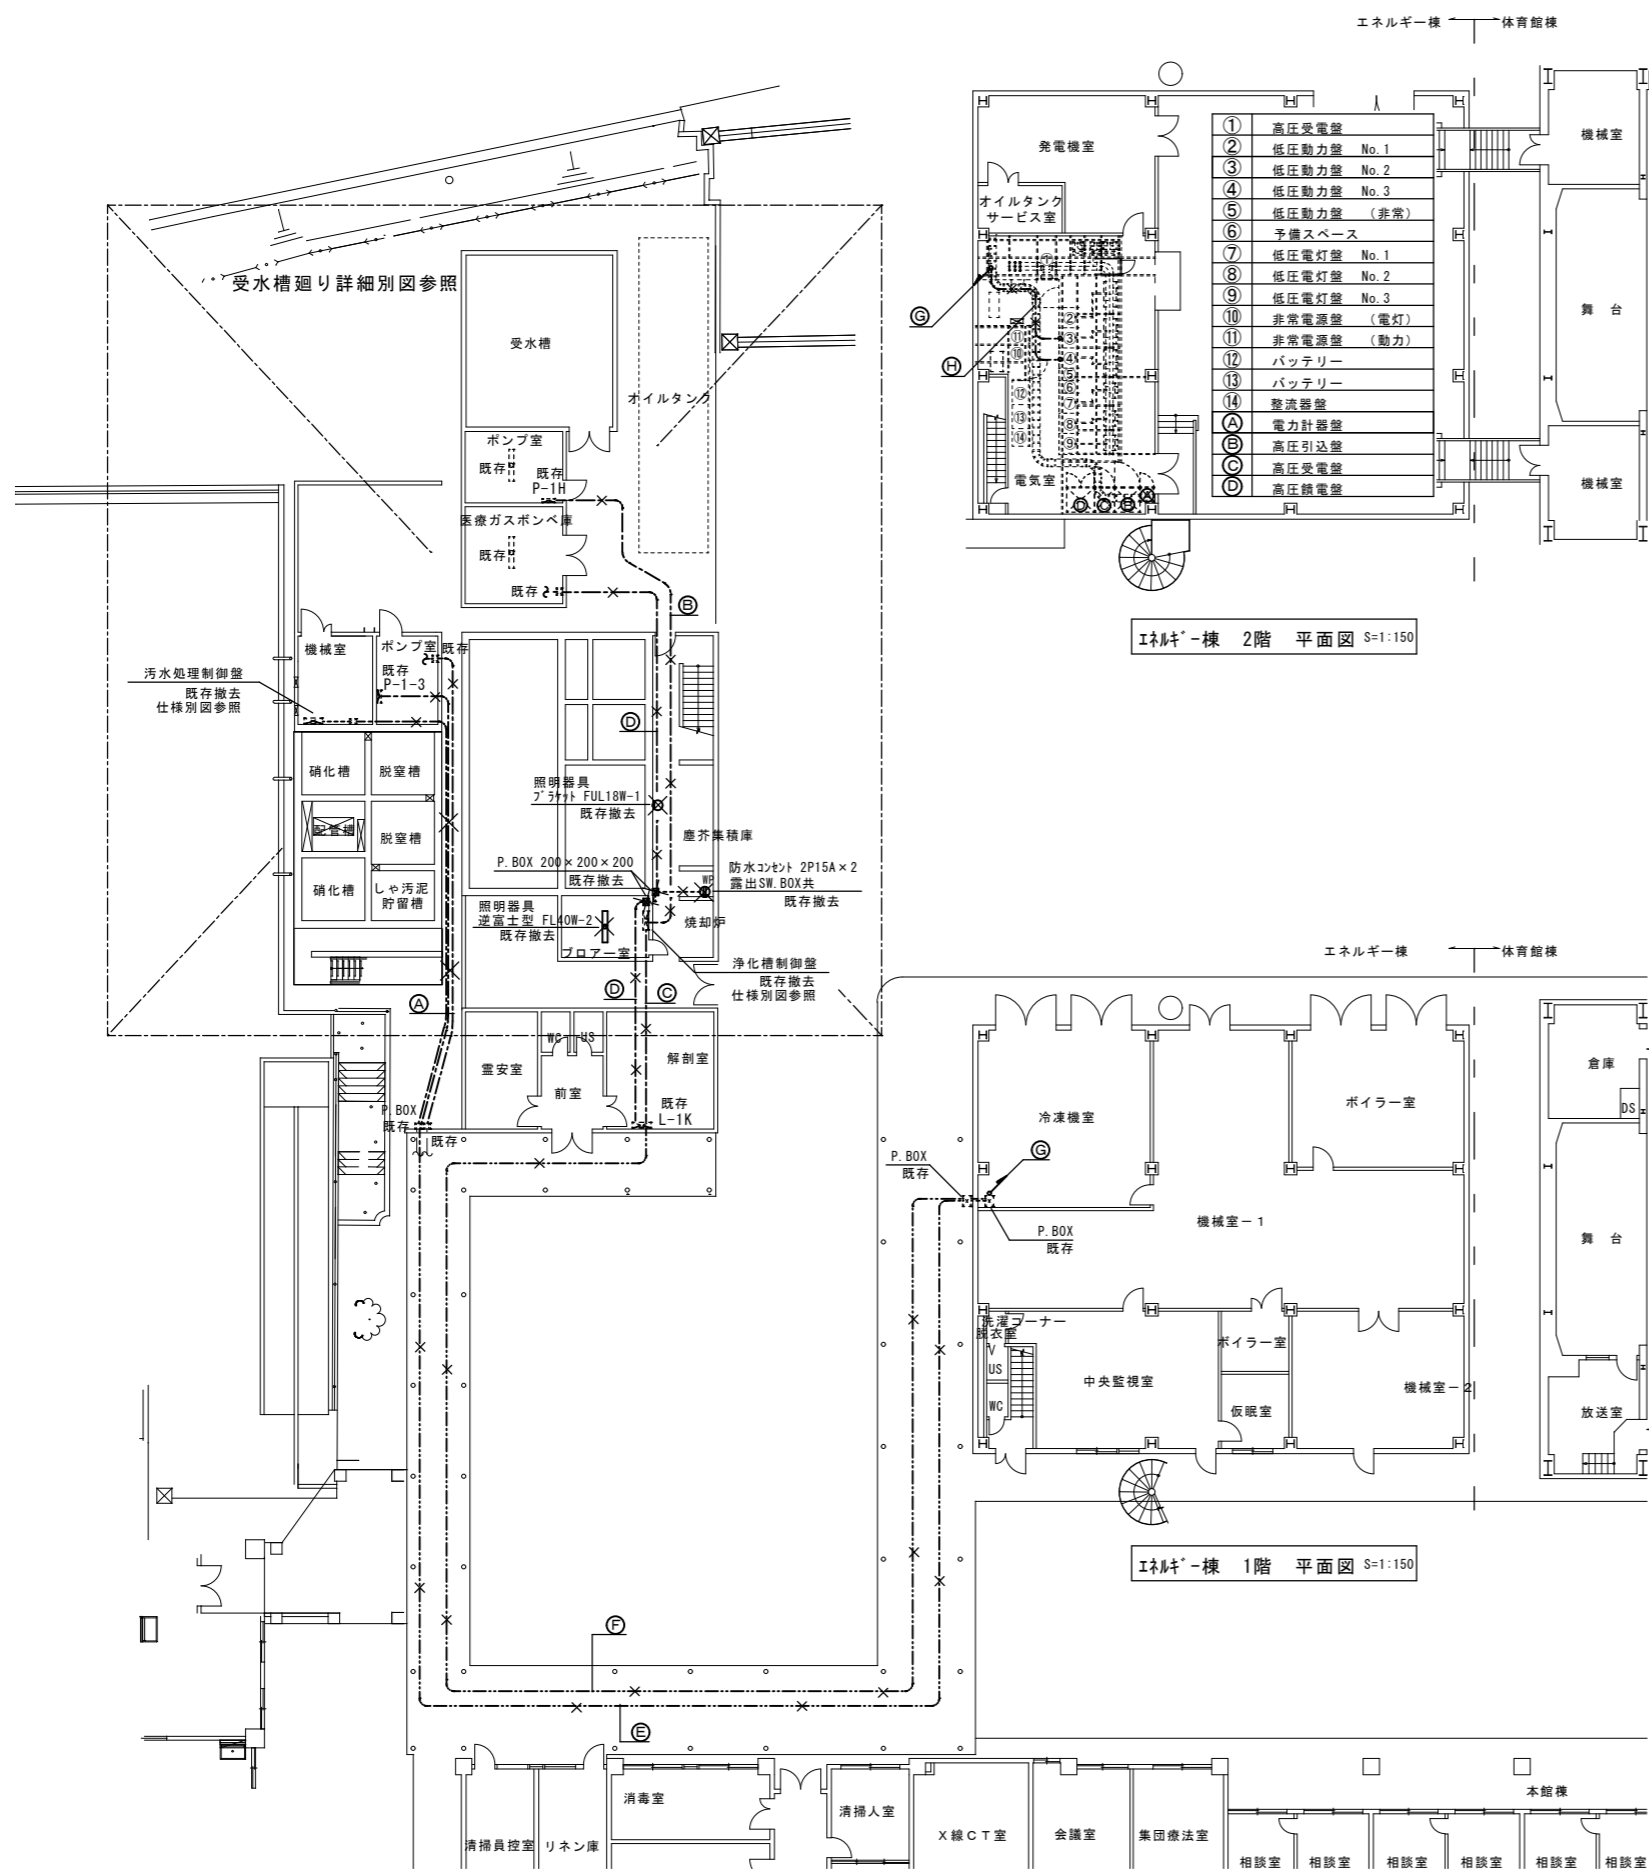 エネルギー棟
体育館棟
発電機室
オイルタンク
サービス室
機械室
舞 台
機械室
① 高圧受電盤
② 低圧動力盤 No.1
③ 低圧動力盤 No.2
④ 低圧動力盤 No.3
⑤ 低圧動力盤 (非常)
⑥ 予備スペース
⑦ 低圧電灯盤 No.1
⑧ 低圧電灯盤 No.2
⑨ 低圧電灯盤 No.3
⑩ 非常電源盤 (電灯)
⑪ 非常電源盤 (動力)
⑫ バッテリー
⑬ バッテリー
⑭ 整流器盤
Ⓐ 電力計器盤
Ⓑ 高圧引込盤
Ⓒ 高圧受電盤
Ⓓ 高圧饋電盤
Ⓖ
Ⓗ
①
②
③
④
⑤
⑥
⑦
⑧
⑨
⑪
⑩
⑫
⑬
⑭
電気室
Ⓓ Ⓒ Ⓑ Ⓐ
エネルギー棟 2階 平面図 S=1:150
受水槽廻り詳細別図参照
受水槽
オイルタンク
ポンプ室
既存
既存
P-1H
医療ガスボンベ庫
既存
既存
Ⓑ
機械室
ポンプ室
既存
既存
P-1-3
汚水処理制御盤
既存撤去
仕様別図参照
Ⓓ
硝化槽
脱窒槽
配管槽
脱窒槽
硝化槽
しゃ汚泥
貯留槽
照明器具
ブラケット FUL18W-1
既存撤去
塵芥集積庫
P.BOX 200×200×200
既存撤去
WP
防水コンセント 2P15A×2
露出SW.BOX共
既存撤去
照明器具
逆富士型 FL40W-2
既存撤去
焼却炉
ブロアー室
浄化槽制御盤
既存撤去
仕様別図参照
Ⓐ
Ⓓ
Ⓒ
WC
US
霊安室
前室
解剖室
既存
L-1K
P.BOX
既存
既存
エネルギー棟
体育館棟
冷凍機室
ボイラー室
倉庫
DS
P.BOX
既存
Ⓖ
P.BOX
既存
機械室-1
舞 台
洗濯コーナー
脱衣室
V
US
WC
中央監視室
ボイラー室
仮眠室
機械室-2
放送室
エネルギー棟 1階 平面図 S=1:150
Ⓕ
Ⓔ
本館棟
消毒室
清掃員控室
リネン庫
清掃人室
X線CT室
会議室
集団療法室
相談室
相談室
相談室
相談室
相談室
相談室